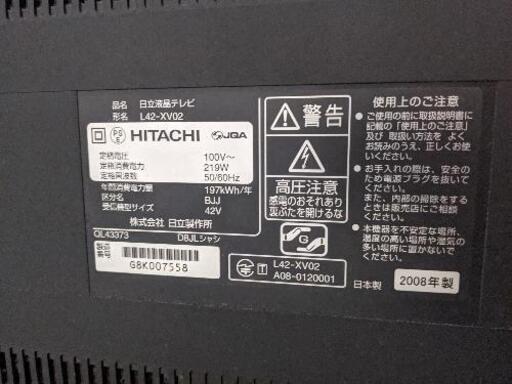 品名 日立液晶テレビ
形名 L42-XV02
PS E HITACHI JQA
定格電圧 100V~
定格消費電力 219W
定格周波数 50/60Hz
年間消費電力量 197kWh/年
区分名 BJJ
受信機型サイズ 42V
株式会社 日立製作所
QL43373 DBJLシャシ
製造番号
G8K007558
警告
高圧注意
感電のおそれあり
裏ぶたを開けるな
L42-XV02
A08-0120001
使用上のご注意
●ご使用の前に取扱説明書に
記載の「使用上のご注意」
及び取扱い方を よく
お読みのうえ、正しくお使
いください。
●お手入れの際は、安全の
ため電源プラグを抜いてく
ださい。
また、内部の掃除をする
ときは販売店にご相談
ください。
●本機器を不安定な場所、
温度の高い場所や湿気の
多い場所に置かないで
ください。
日本製 2008年製